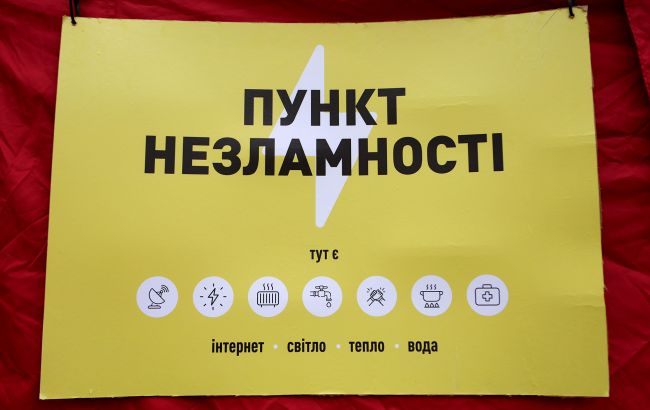 ПУНКТ
НЕЗЛАМНОСТІ
тут є
інтернет • світло • тепло • вода